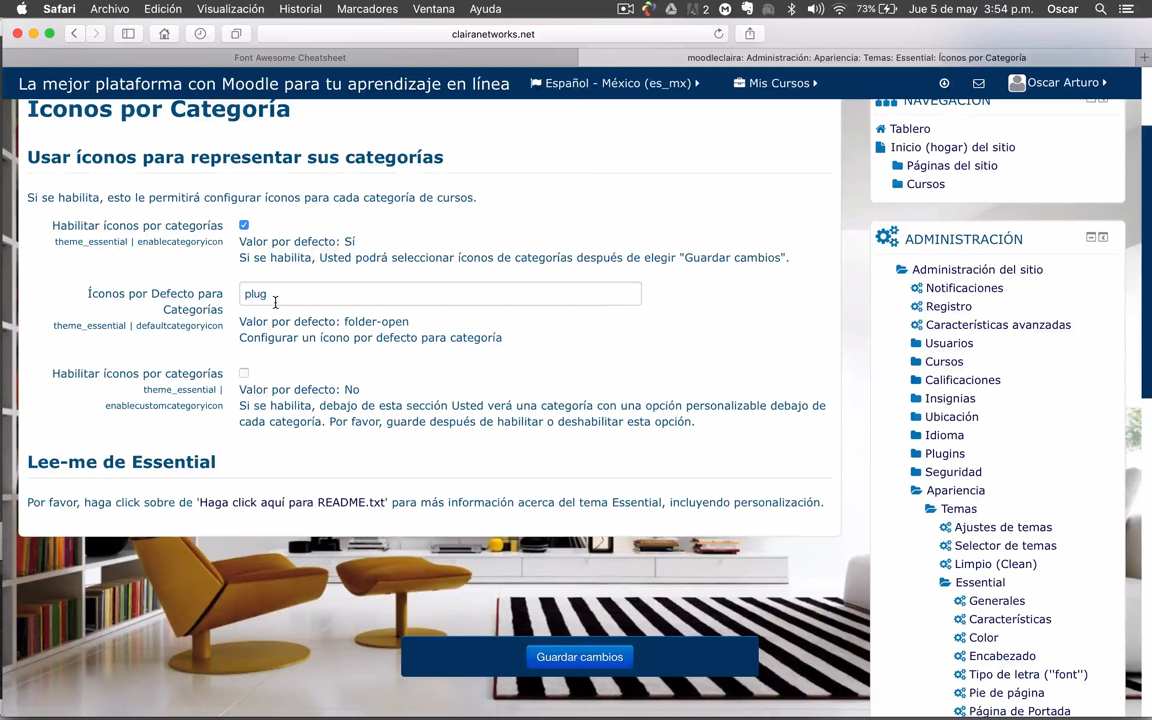 Safari Archivo Edición Visualización Historial Marcadores Ventana Ayuda 2 73% Jue 5 de may 3:54 p.m. Oscar
clairanetworks.net
Font Awesome Cheatsheet
moodleclaira: Administración: Apariencia: Temas: Essential: Íconos por Categoría
La mejor plataforma con Moodle para tu aprendizaje en línea
Español - México (es_mx)
Mis Cursos
Oscar Arturo
Íconos por Categoría
Usar íconos para representar sus categorías
Si se habilita, esto le permitirá configurar íconos para cada categoría de cursos.
Habilitar íconos por categorías
theme_essential | enablecategoryicon
Valor por defecto: Sí
Si se habilita, Usted podrá seleccionar íconos de categorías después de elegir "Guardar cambios".
Íconos por Defecto para
Categorías
theme_essential | defaultcategoryicon
plug
Valor por defecto: folder-open
Configurar un ícono por defecto para categoría
Habilitar íconos por categorías
theme_essential |
enablecustomcategoryicon
Valor por defecto: No
Si se habilita, debajo de esta sección Usted verá una categoría con una opción personalizable debajo de
cada categoría. Por favor, guarde después de habilitar o deshabilitar esta opción.
Lee-me de Essential
Por favor, haga click sobre de 'Haga click aquí para README.txt' para más información acerca del tema Essential, incluyendo personalización.
Guardar cambios
NAVEGACIÓN
Tablero
Inicio (hogar) del sitio
Páginas del sitio
Cursos
ADMINISTRACIÓN
Administración del sitio
Notificaciones
Registro
Características avanzadas
Usuarios
Cursos
Calificaciones
Insignias
Ubicación
Idioma
Plugins
Seguridad
Apariencia
Temas
Ajustes de temas
Selector de temas
Limpio (Clean)
Essential
Generales
Características
Color
Encabezado
Tipo de letra ("font")
Pie de página
Página de Portada